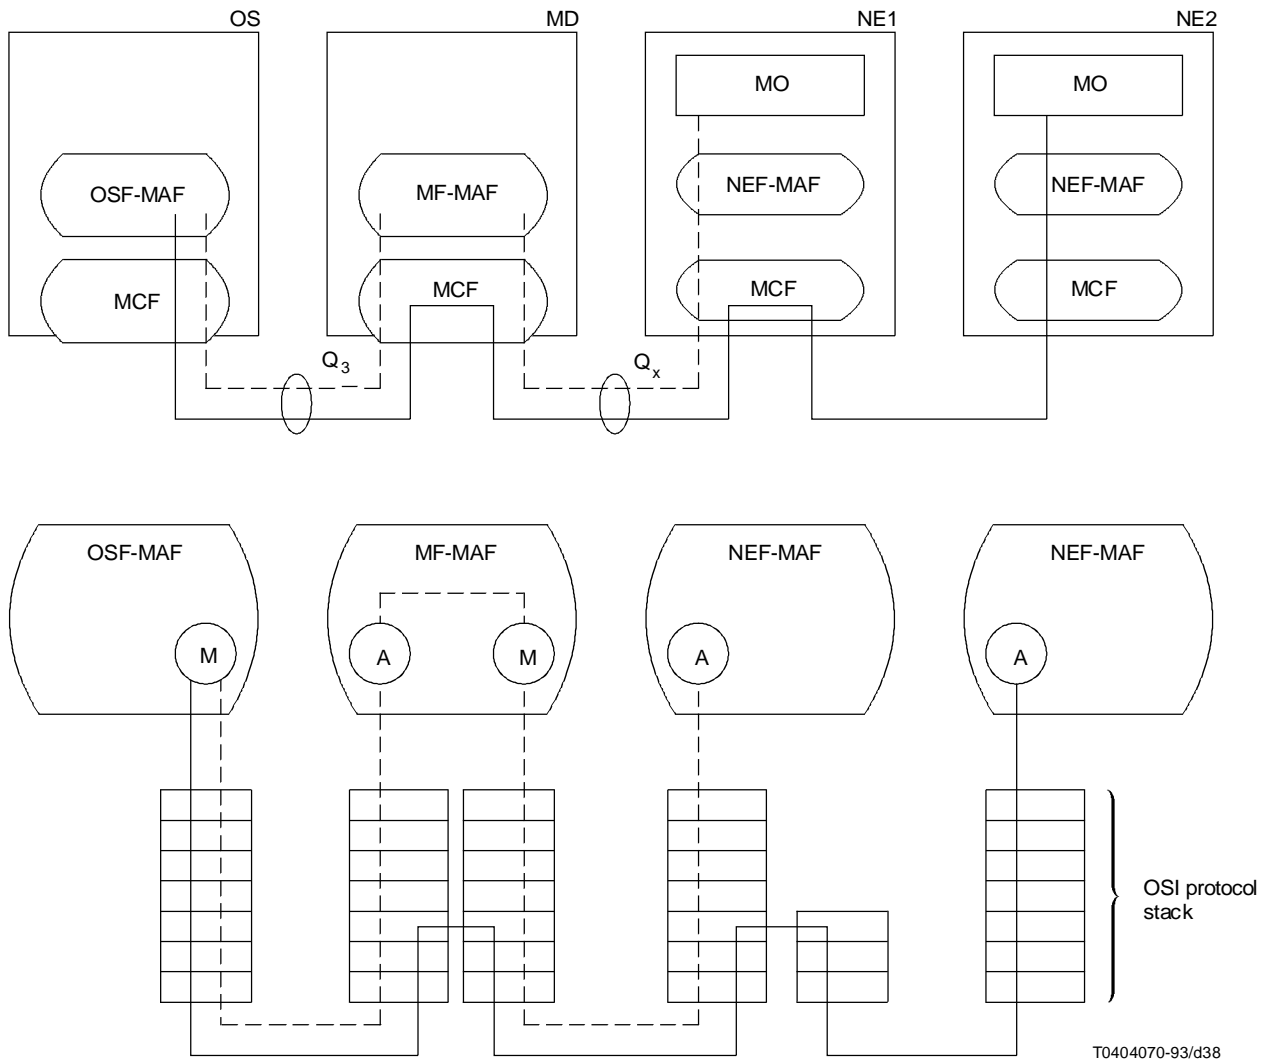 OS
MD
NE1
NE2
MO
MO
OSF-MAF
MF-MAF
NEF-MAF
NEF-MAF
MCF
MCF
MCF
MCF
Q3
Qx
OSF-MAF
MF-MAF
NEF-MAF
NEF-MAF
M
A
M
A
A
OSI protocol
stack
T0404070-93/d38